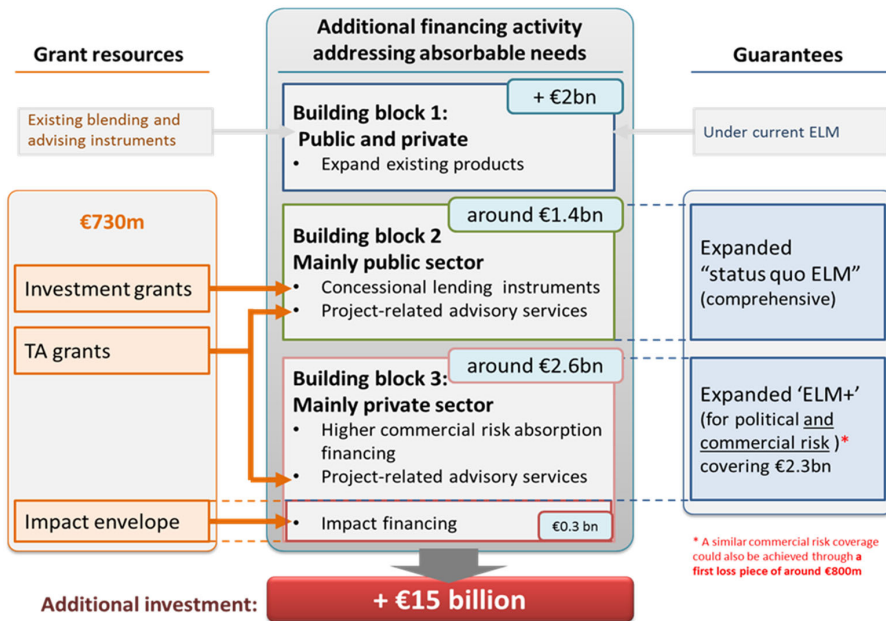 Grant resources
Additional financing activity
addressing absorbable needs
Guarantees
Existing blending and
advising instruments
+ €2bn
Building block 1:
Public and private
• Expand existing products
Under current ELM
€730m
Investment grants
TA grants
Impact envelope
around €1.4bn
Building block 2
Mainly public sector
• Concessional lending instruments
• Project-related advisory services
around €2.6bn
Building block 3:
Mainly private sector
• Higher commercial risk absorption
financing
• Project-related advisory services
• Impact financing
€0.3 bn
Expanded
“status quo ELM”
(comprehensive)
Expanded ‘ELM+’
(for political and
commercial risk )*
covering €2.3bn
* A similar commercial risk coverage
could also be achieved through a
first loss piece of around €800m
Additional investment:
+ €15 billion